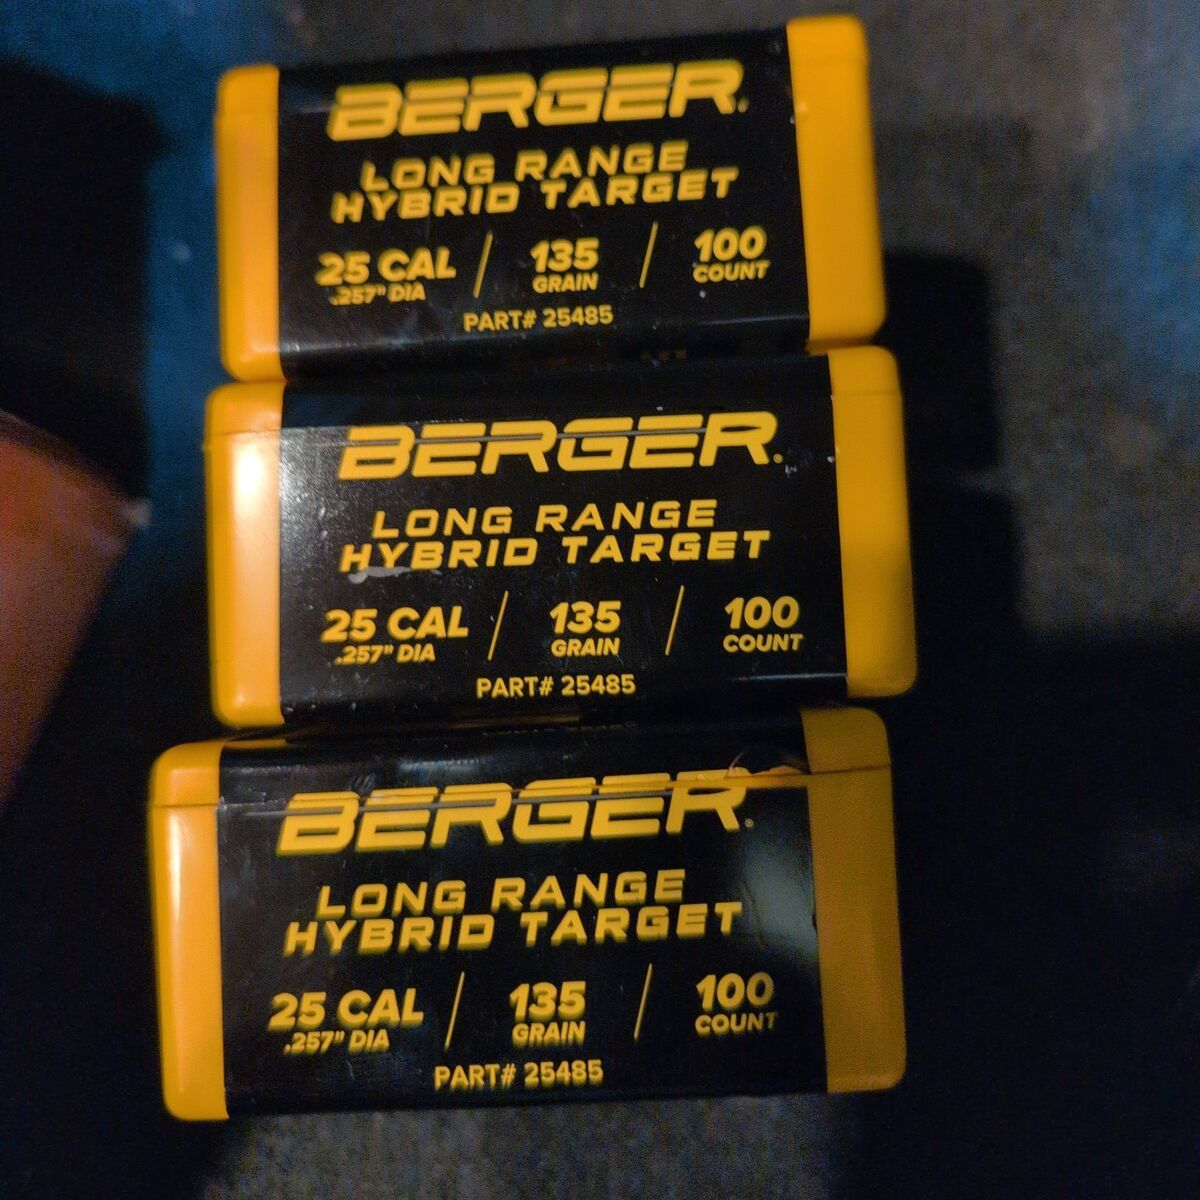 BERGER.
LONG RANGE
HYBRID TARGET
25 CAL / 135 / 100
.257" DIA GRAIN COUNT
PART# 25485
BERGER.
LONG RANGE
HYBRID TARGET
25 CAL / 135 / 100
.257" DIA GRAIN COUNT
PART# 25485
BERGER.
LONG RANGE
HYBRID TARGET
25 CAL / 135 / 100
.257" DIA GRAIN COUNT
PART# 25485